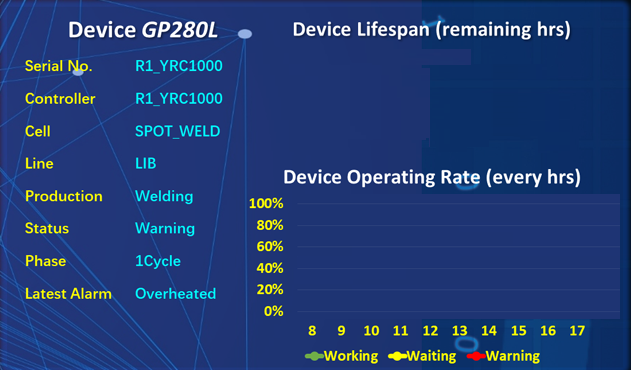 Device GP280L
Serial No. R1_YRC1000
Controller R1_YRC1000
Cell SPOT_WELD
Line LIB
Production Welding
Status Warning
Phase 1Cycle
Latest Alarm Overheated
Device Lifespan (remaining hrs)
Device Operating Rate (every hrs)
100%
80%
60%
40%
20%
0%
8 9 10 11 12 13 14 15 16 17
Working Waiting Warning